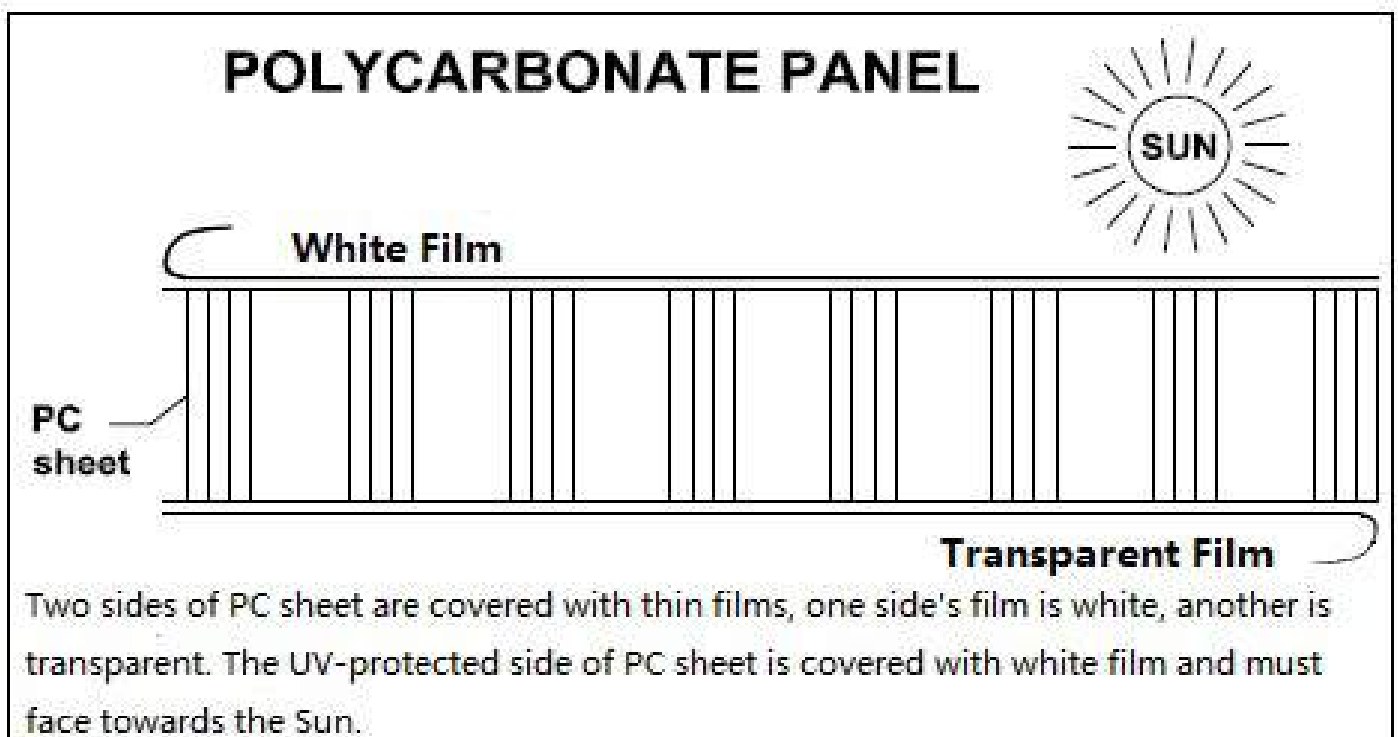 POLYCARBONATE PANEL
SUN
White Film
PC
sheet
Transparent Film
Two sides of PC sheet are covered with thin films, one side's film is white, another is
transparent. The UV-protected side of PC sheet is covered with white film and must
face towards the Sun.